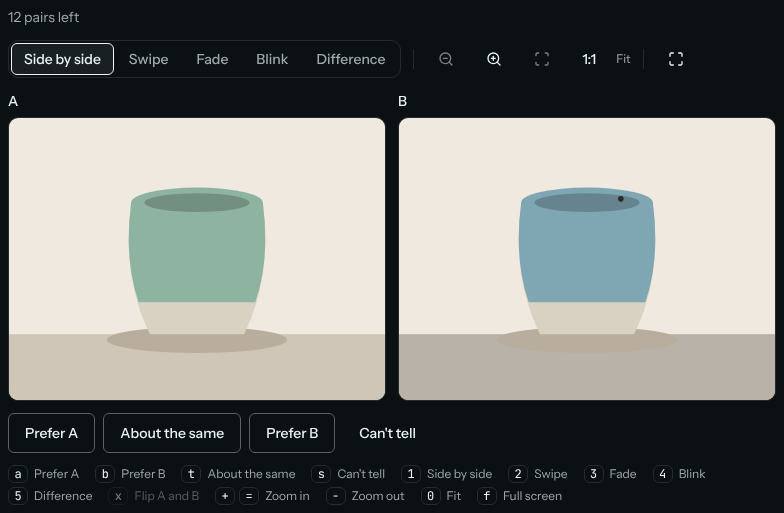 12 pairs left
Side by side Swipe Fade Blink Difference 1:1 Fit
A B
Prefer A About the same Prefer B Can't tell
a Prefer A b Prefer B t About the same s Can't tell 1 Side by side 2 Swipe 3 Fade 4 Blink
5 Difference x Flip A and B + = Zoom in - Zoom out 0 Fit f Full screen